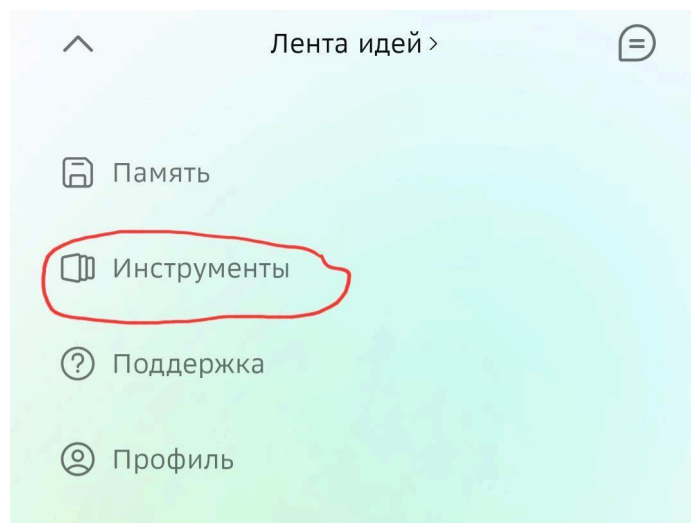 Лента идей >
Память
Инструменты
Поддержка
Профиль